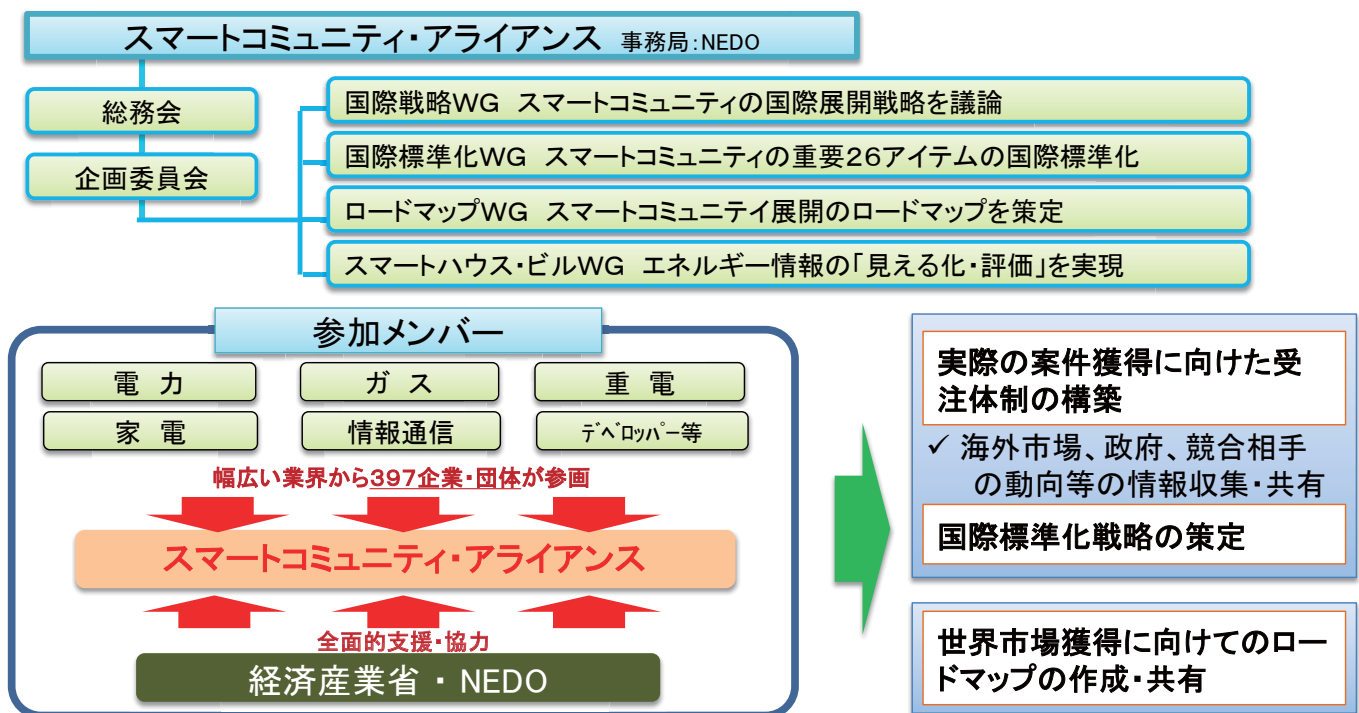 スマートコミュニティ・アライアンス 事務局:NEDO
総務会
企画委員会
国際戦略WG スマートコミュニティの国際展開戦略を議論
国際標準化WG スマートコミュニティの重要26アイテムの国際標準化
ロードマップWG スマートコミュニテイ展開のロードマップを策定
スマートハウス・ビルWG エネルギー情報の「見える化・評価」を実現
参加メンバー
電 力
ガ ス
重 電
家 電
情報通信
ﾃﾞﾍﾞﾛｯﾊﾟｰ等
幅広い業界から397企業・団体が参画
スマートコミュニティ・アライアンス
全面的支援・協力
経済産業省 ・ NEDO
実際の案件獲得に向けた受
注体制の構築
✓ 海外市場、政府、競合相手
の動向等の情報収集・共有
国際標準化戦略の策定
世界市場獲得に向けてのロー
ドマップの作成・共有